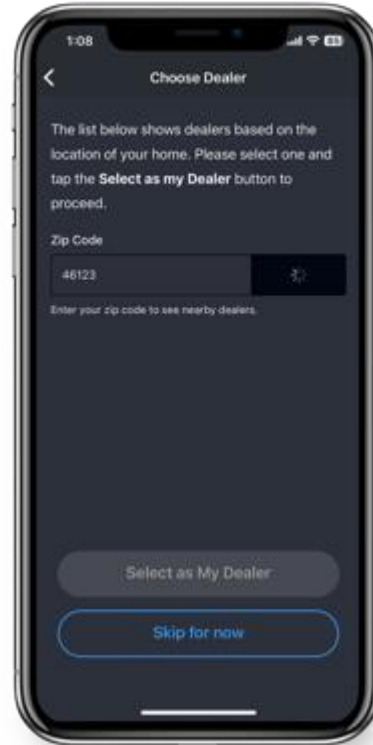 1:08
85
Choose Dealer
The list below shows dealers based on the
location of your home. Please select one and
tap the Select as my Dealer button to
proceed.
Zip Code
46123
Enter your zip code to see nearby dealers.
Select as My Dealer
Skip for now